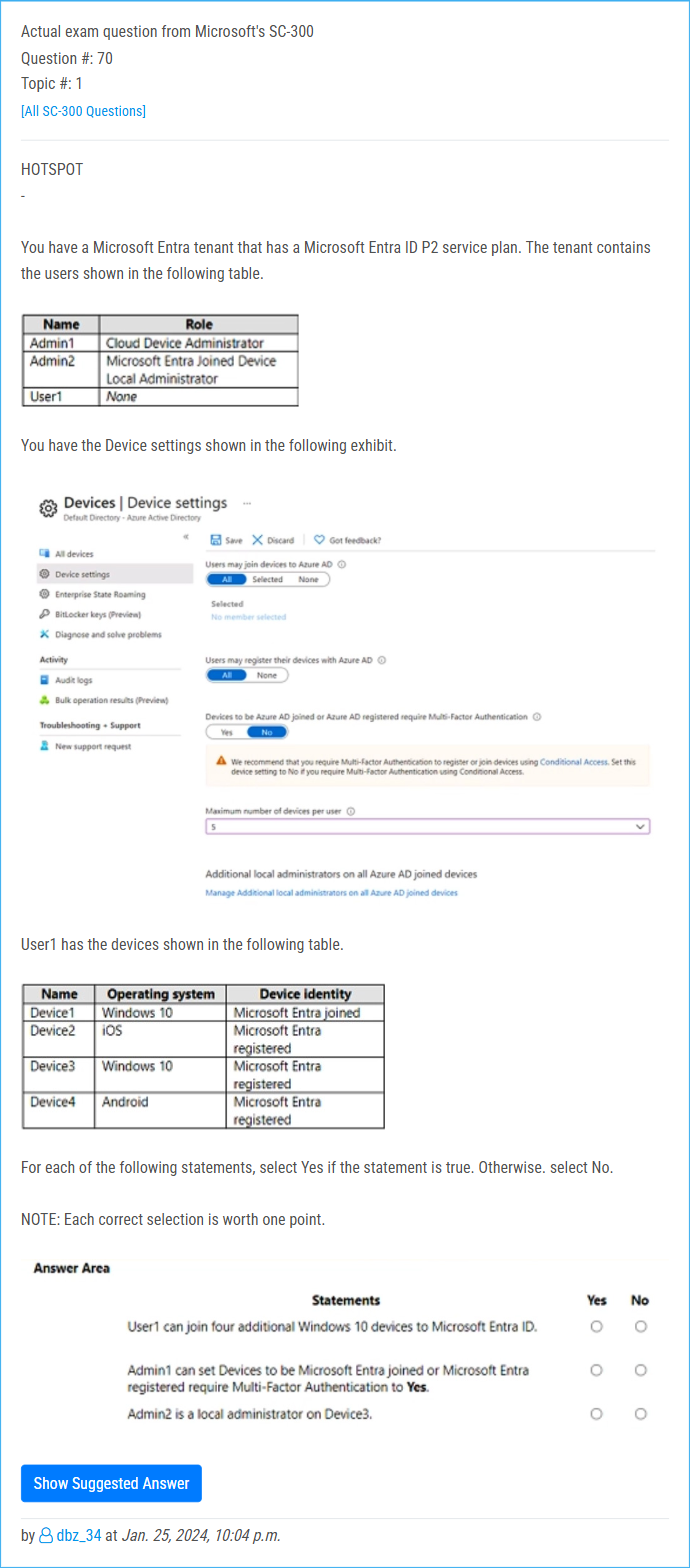 Actual exam question from Microsoft's SC-300
Question #: 70
Topic #: 1
[All SC-300 Questions]
HOTSPOT
-
You have a Microsoft Entra tenant that has a Microsoft Entra ID P2 service plan. The tenant contains
the users shown in the following table.
Name Role
Admin1 Cloud Device Administrator
Admin2 Microsoft Entra Joined Device
Local Administrator
User1 None
You have the Device settings shown in the following exhibit.
Devices | Device settings ...
Default Directory - Azure Active Directory
«
Save Discard Got feedback?
All devices
Device settings
Enterprise State Roaming
BitLocker keys (Preview)
Diagnose and solve problems
Activity
Audit logs
Bulk operation results (Preview)
Troubleshooting + Support
New support request
Users may join devices to Azure AD
All Selected None
Selected
No member selected
Users may register their devices with Azure AD
All None
Devices to be Azure AD joined or Azure AD registered require Multi-Factor Authentication
Yes No
We recommend that you require Multi-Factor Authentication to register or join devices using Conditional Access. Set this
device setting to No if you require Multi-Factor Authentication using Conditional Access.
Maximum number of devices per user
5
Additional local administrators on all Azure AD joined devices
Manage Additional local administrators on all Azure AD joined devices
User1 has the devices shown in the following table.
Name Operating system Device identity
Device1 Windows 10 Microsoft Entra joined
Device2 iOS Microsoft Entra
registered
Device3 Windows 10 Microsoft Entra
registered
Device4 Android Microsoft Entra
registered
For each of the following statements, select Yes if the statement is true. Otherwise. select No.
NOTE: Each correct selection is worth one point.
Answer Area
Statements Yes No
User1 can join four additional Windows 10 devices to Microsoft Entra ID.
Admin1 can set Devices to be Microsoft Entra joined or Microsoft Entra
registered require Multi-Factor Authentication to Yes.
Admin2 is a local administrator on Device3.
Show Suggested Answer
by dbz_34 at Jan. 25, 2024, 10:04 p.m.